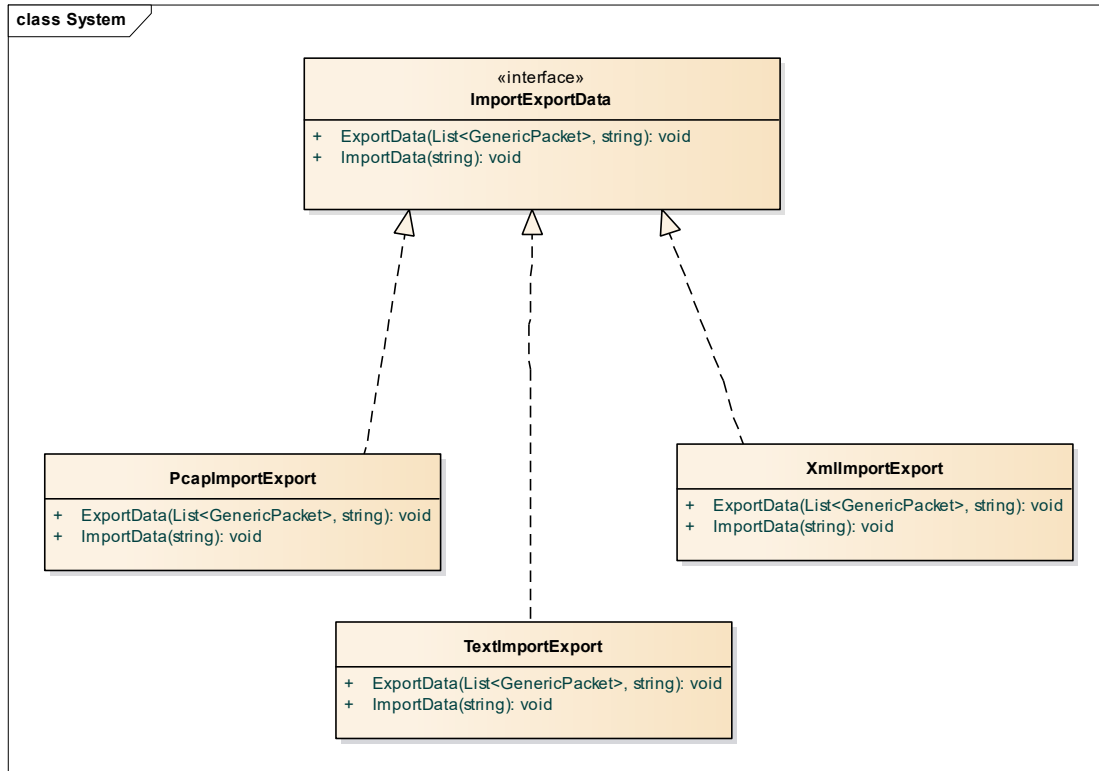 class System
«interface»
ImportExportData
+ ExportData(List<GenericPacket>, string): void
+ ImportData(string): void
PcapImportExport
+ ExportData(List<GenericPacket>, string): void
+ ImportData(string): void
XmlImportExport
+ ExportData(List<GenericPacket>, string): void
+ ImportData(string): void
TextImportExport
+ ExportData(List<GenericPacket>, string): void
+ ImportData(string): void